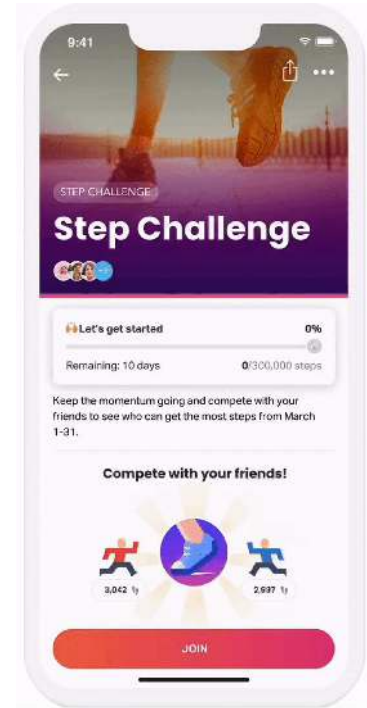 9:41
STEP CHALLENGE
Step Challenge
Let's get started
0%
Remaining: 10 days
0/300,000 steps
Keep the momentum going and compete with your
friends to see who can get the most steps from March
1-31.
Compete with your friends!
3,042
2,697
JOIN